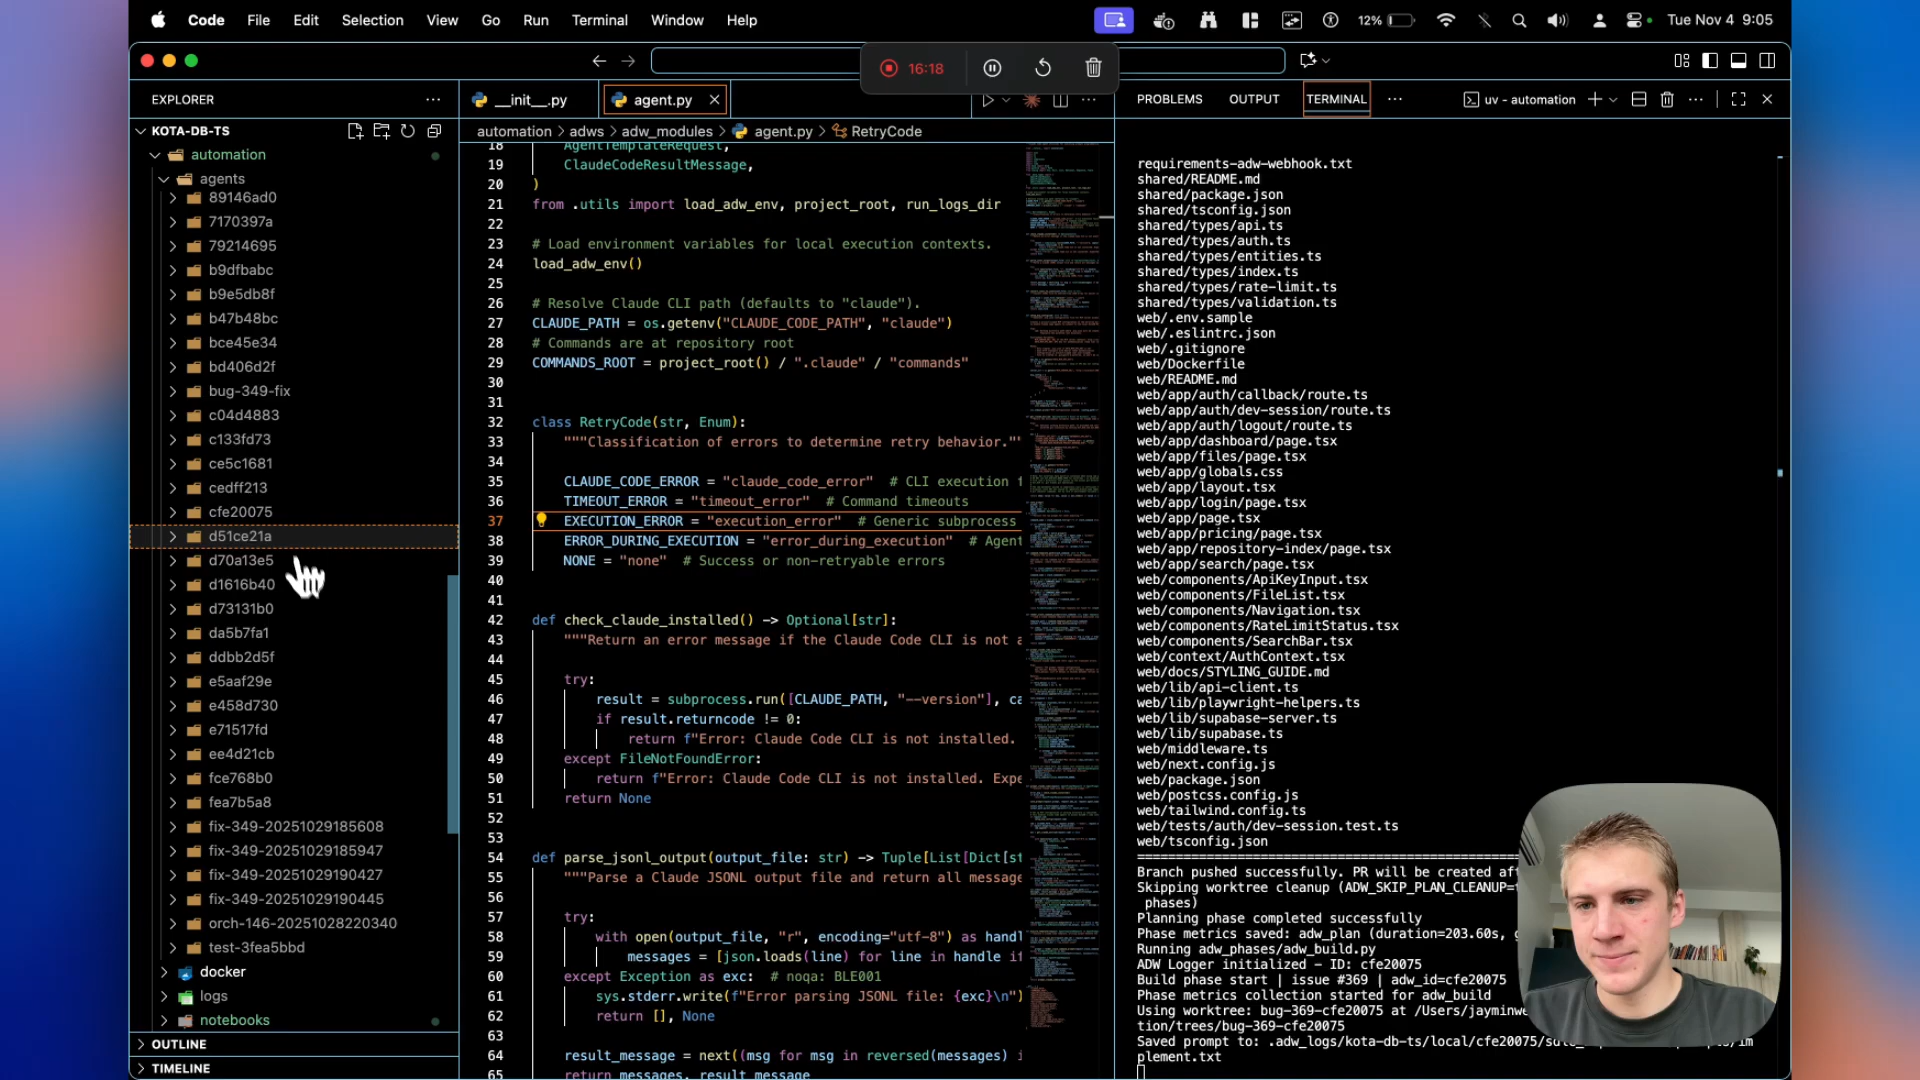 Code File Edit Selection View Go Run Terminal Window Help
12% Tue Nov 4 9:05
16:18
EXPLORER
KOTA-DB-TS
automation
agents
89146ad0
7170397a
79214695
b9dfbabc
b9e5db8f
b47b48bc
bce45e34
bd406d2f
bug-349-fix
c04d4883
c133fd73
ce5c1681
cedff213
cfe20075
d51ce21a
d70a13e5
d1616b40
d73131b0
da5b7fa1
ddbb2d5f
e5aaf29e
e458d730
e71517fd
ee4d21cb
fce768b0
fea7b5a8
fix-349-20251029185608
fix-349-20251029185947
fix-349-20251029190427
fix-349-20251029190445
orch-146-20251028220340
test-3fea5bbd
docker
logs
notebooks
OUTLINE
TIMELINE
__init__.py
agent.py
automation > adws > adw_modules > agent.py > RetryCode
18 AgentTemplateRequest,
19 ClaudeCodeResultMessage,
20 )
21 from .utils import load_adw_env, project_root, run_logs_dir
22
23 # Load environment variables for local execution contexts.
24 load_adw_env()
25
26 # Resolve Claude CLI path (defaults to "claude").
27 CLAUDE_PATH = os.getenv("CLAUDE_CODE_PATH", "claude")
28 # Commands are at repository root
29 COMMANDS_ROOT = project_root() / ".claude" / "commands"
30
31
32 class RetryCode(str, Enum):
33 """Classification of errors to determine retry behavior."""
34
35 CLAUDE_CODE_ERROR = "claude_code_error" # CLI execution
36 TIMEOUT_ERROR = "timeout_error" # Command timeouts
37 EXECUTION_ERROR = "execution_error" # Generic subprocess
38 ERROR_DURING_EXECUTION = "error_during_execution" # Agent
39 NONE = "none" # Success or non-retryable errors
40
41
42 def check_claude_installed() -> Optional[str]:
43 """Return an error message if the Claude Code CLI is not a
44
45 try:
46 result = subprocess.run([CLAUDE_PATH, "--version"], ca
47 if result.returncode != 0:
48 return f"Error: Claude Code CLI is not installed.
49 except FileNotFoundError:
50 return f"Error: Claude Code CLI is not installed. Expe
51 return None
52
53
54 def parse_jsonl_output(output_file: str) -> Tuple[List[Dict[st
55 """Parse a Claude JSONL output file and return all message
56
57 try:
58 with open(output_file, "r", encoding="utf-8") as handl
59 messages = [json.loads(line) for line in handle if
60 except Exception as exc: # noqa: BLE001
61 sys.stderr.write(f"Error parsing JSONL file: {exc}\n")
62 return [], None
63
64 result_message = next((msg for msg in reversed(messages) i
65 return messages, result_message
PROBLEMS OUTPUT TERMINAL
uv - automation
requirements-adw-webhook.txt
shared/README.md
shared/package.json
shared/tsconfig.json
shared/types/api.ts
shared/types/auth.ts
shared/types/entities.ts
shared/types/index.ts
shared/types/rate-limit.ts
shared/types/validation.ts
web/.env.sample
web/.eslintrc.json
web/.gitignore
web/Dockerfile
web/README.md
web/app/auth/callback/route.ts
web/app/auth/dev-session/route.ts
web/app/auth/logout/route.ts
web/app/dashboard/page.tsx
web/app/files/page.tsx
web/app/globals.css
web/app/layout.tsx
web/app/login/page.tsx
web/app/page.tsx
web/app/pricing/page.tsx
web/app/repository-index/page.tsx
web/app/search/page.tsx
web/components/ApiKeyInput.tsx
web/components/FileList.tsx
web/components/Navigation.tsx
web/components/RateLimitStatus.tsx
web/components/SearchBar.tsx
web/context/AuthContext.tsx
web/docs/STYLING_GUIDE.md
web/lib/api-client.ts
web/lib/playwright-helpers.ts
web/lib/supabase-server.ts
web/lib/supabase.ts
web/middleware.ts
web/next.config.js
web/package.json
web/postcss.config.js
web/tailwind.config.ts
web/tests/auth/dev-session.test.ts
web/tsconfig.json
Branch pushed successfully. PR will be created aft
Skipping worktree cleanup (ADW_SKIP_PLAN_CLEANUP=
phases)
Planning phase completed successfully
Phase metrics saved: adw_plan (duration=203.60s,
Running adw_phases/adw_build.py
ADW Logger initialized - ID: cfe20075
Build phase start | issue #369 | adw_id=cfe20075
Phase metrics collection started for adw_build
Using worktree: bug-369-cfe20075 at /Users/jayminwe
tion/trees/bug-369-cfe20075
Saved prompt to: .adw_logs/kota-db-ts/local/cfe20075/
plement.txt